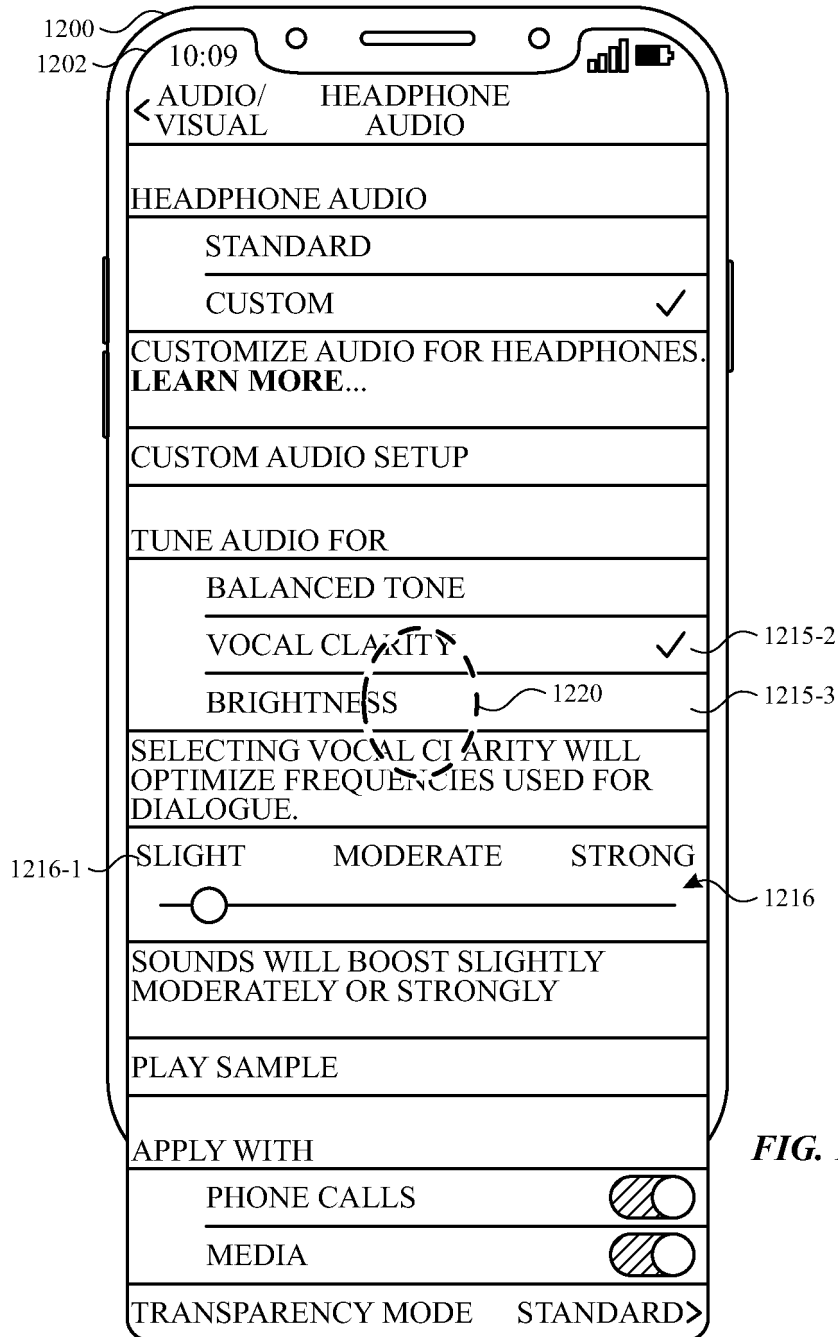 1200
1202
10:09
< AUDIO/
VISUAL
HEADPHONE
AUDIO
HEADPHONE AUDIO
STANDARD
CUSTOM ✓
CUSTOMIZE AUDIO FOR HEADPHONES.
LEARN MORE...
CUSTOM AUDIO SETUP
TUNE AUDIO FOR
BALANCED TONE
VOCAL CLARITY ✓ 1215-2
BRIGHTNESS 1220 1215-3
SELECTING VOCAL CLARITY WILL
OPTIMIZE FREQUENCIES USED FOR
DIALOGUE.
1216-1 SLIGHT MODERATE STRONG
1216
SOUNDS WILL BOOST SLIGHTLY
MODERATELY OR STRONGLY
PLAY SAMPLE
APPLY WITH
FIG.
PHONE CALLS
MEDIA
TRANSPARENCY MODE STANDARD>